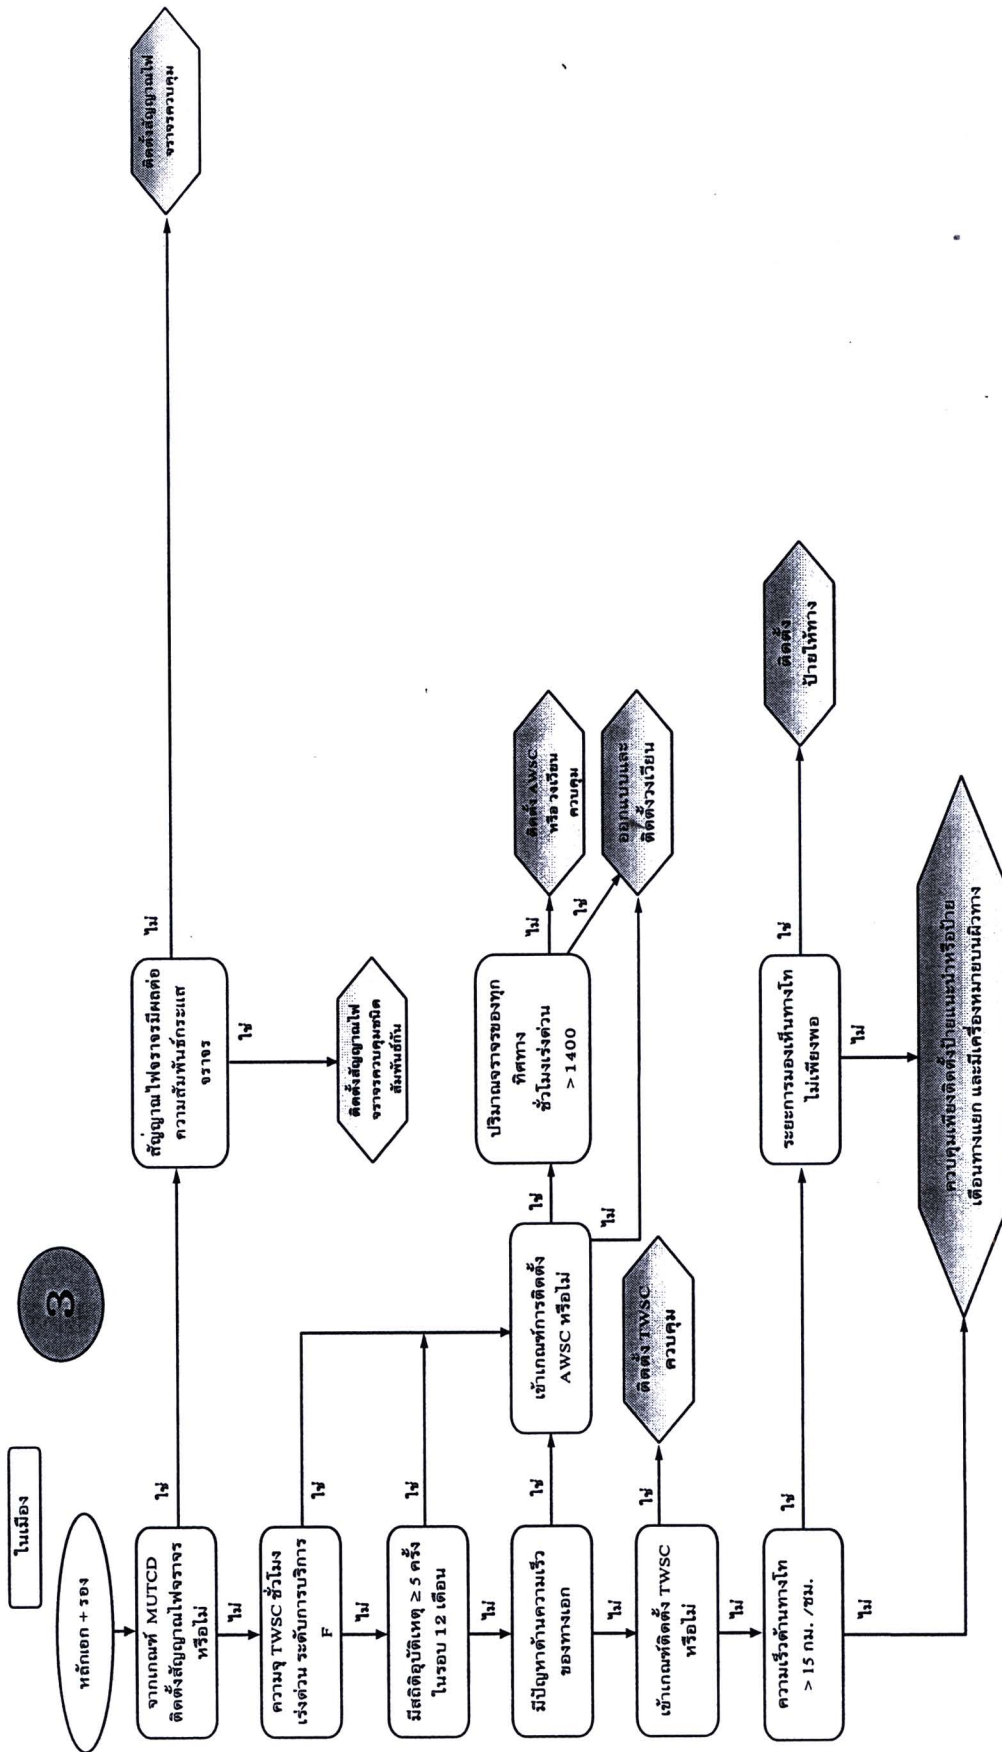 ในเมือง
3
หลักเอก + รอง
จากเกณฑ์ MUTCD
ติดตั้งสัญญาณไฟจราจร
หรือไม่
ใช่
ไม่
สัญญาณไฟจราจรมีผลต่อ
ความสัมพันธ์กระแส
จราจร
ไม่
ใช่
ติดตั้งสัญญาณไฟ
จราจรควบคุม
ติดตั้งสัญญาณไฟ
จราจรควบคุมชนิด
สัมพันธ์กัน
ความจุ TWSC ชั่วโมง
เร่งด่วน ระดับการบริการ
F
ใช่
ไม่
มีสถิติอุบัติเหตุ ≥ 5 ครั้ง
ในรอบ 12 เดือน
ใช่
ไม่
มีปัญหาด้านความเร็ว
ของทางเอก
ใช่
ไม่
เข้าเกณฑ์การติดตั้ง
AWSC หรือไม่
ใช่
ไม่
ปริมาณจราจรของทุก
ทิศทาง
ชั่วโมงเร่งด่วน
> 1400
ไม่
ใช่
ติดตั้ง AWSC
หรือ วงเวียน
ควบคุม
ออกแบบและ
ติดตั้งวงเวียน
เข้าเกณฑ์ติดตั้ง TWSC
หรือไม่
ใช่
ไม่
ติดตั้ง TWSC
ควบคุม
ความเร็วด้านทางโท
> 15 กม. /ชม.
ใช่
ไม่
ระยะการมองเห็นทางโท
ไม่เพียงพอ
ใช่
ไม่
ติดตั้ง
ป้ายให้ทาง
ควบคุมเพียงติดตั้งป้ายแนะนำหรือป้าย
เตือนทางแยก และมีเครื่องหมายบนผิวทาง